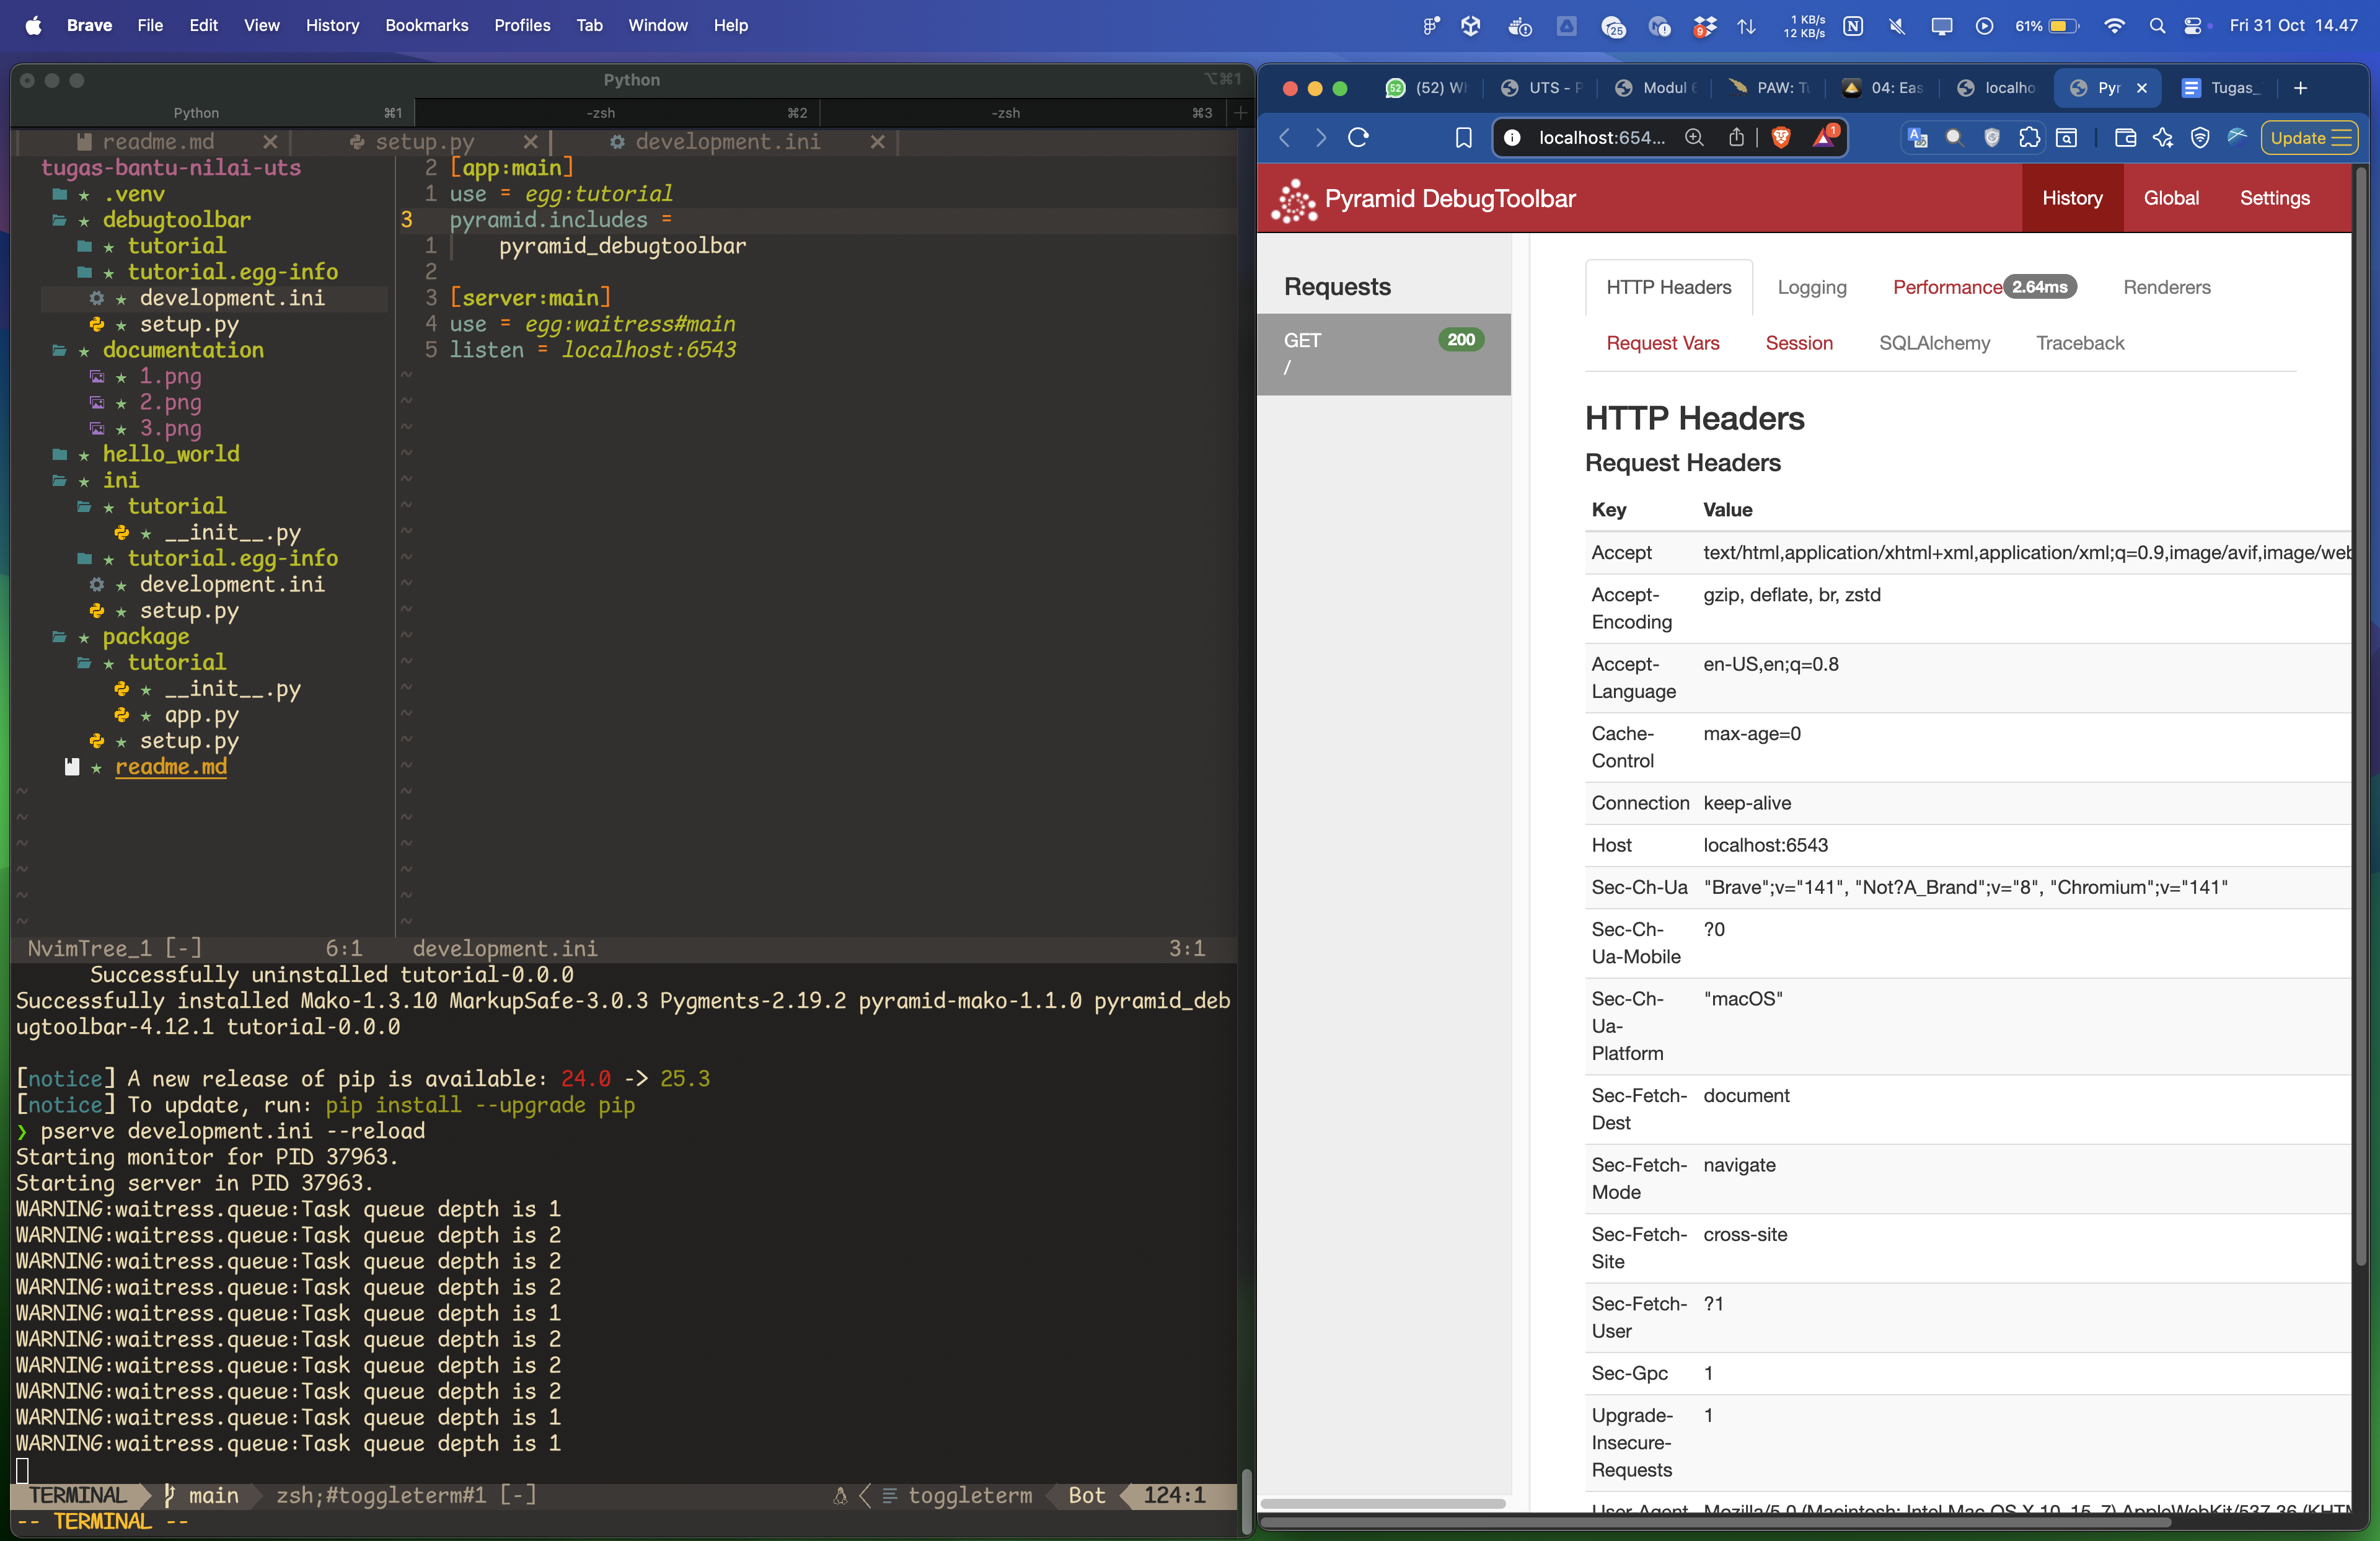 Brave File Edit View History Bookmarks Profiles Tab Window Help
25 9 1 KB/s 12 KB/s 61% Fri 31 Oct 14.47
Python ⌥⌘1
Python ⌘1 -zsh ⌘2 -zsh ⌘3
readme.md setup.py development.ini
tugas-bantu-nilai-uts
.venv
debugtoolbar
tutorial
tutorial.egg-info
development.ini
setup.py
documentation
1.png
2.png
3.png
hello_world
ini
tutorial
__init__.py
tutorial.egg-info
development.ini
setup.py
package
tutorial
__init__.py
app.py
setup.py
readme.md
2 [app:main]
1 use = egg:tutorial
3 pyramid.includes =
1 pyramid_debugtoolbar
2
3 [server:main]
4 use = egg:waitress#main
5 listen = localhost:6543
NvimTree_1 [-] 6:1 development.ini 3:1
Successfully uninstalled tutorial-0.0.0
Successfully installed Mako-1.3.10 MarkupSafe-3.0.3 Pygments-2.19.2 pyramid-mako-1.1.0 pyramid_deb
ugtoolbar-4.12.1 tutorial-0.0.0
[notice] A new release of pip is available: 24.0 -> 25.3
[notice] To update, run: pip install --upgrade pip
❯ pserve development.ini --reload
Starting monitor for PID 37963.
Starting server in PID 37963.
WARNING:waitress.queue:Task queue depth is 1
WARNING:waitress.queue:Task queue depth is 2
WARNING:waitress.queue:Task queue depth is 2
WARNING:waitress.queue:Task queue depth is 2
WARNING:waitress.queue:Task queue depth is 1
WARNING:waitress.queue:Task queue depth is 2
WARNING:waitress.queue:Task queue depth is 2
WARNING:waitress.queue:Task queue depth is 2
WARNING:waitress.queue:Task queue depth is 1
WARNING:waitress.queue:Task queue depth is 1
TERMINAL main zsh;#toggleterm#1 [-] toggleterm Bot 124:1
-- TERMINAL --
(52) W UTS - P Modul 6 PAW: Tu 04: Eas localho Pyr Tugas_
localhost:654... 1 Update
Pyramid DebugToolbar History Global Settings
Requests
GET 200
/
HTTP Headers Logging Performance 2.64ms Renderers
Request Vars Session SQLAlchemy Traceback
HTTP Headers
Request Headers
Key Value
Accept text/html,application/xhtml+xml,application/xml;q=0.9,image/avif,image/web
Accept-
Encoding gzip, deflate, br, zstd
Accept-
Language en-US,en;q=0.8
Cache-
Control max-age=0
Connection keep-alive
Host localhost:6543
Sec-Ch-Ua "Brave";v="141", "Not?A_Brand";v="8", "Chromium";v="141"
Sec-Ch-
Ua-Mobile ?0
Sec-Ch-
Ua-
Platform "macOS"
Sec-Fetch-
Dest document
Sec-Fetch-
Mode navigate
Sec-Fetch-
Site cross-site
Sec-Fetch-
User ?1
Sec-Gpc 1
Upgrade-
Insecure-
Requests 1
User-Agent Mozilla/5.0 (Macintosh; Intel Mac OS X 10_15_7) AppleWebKit/537.36 (KHTM